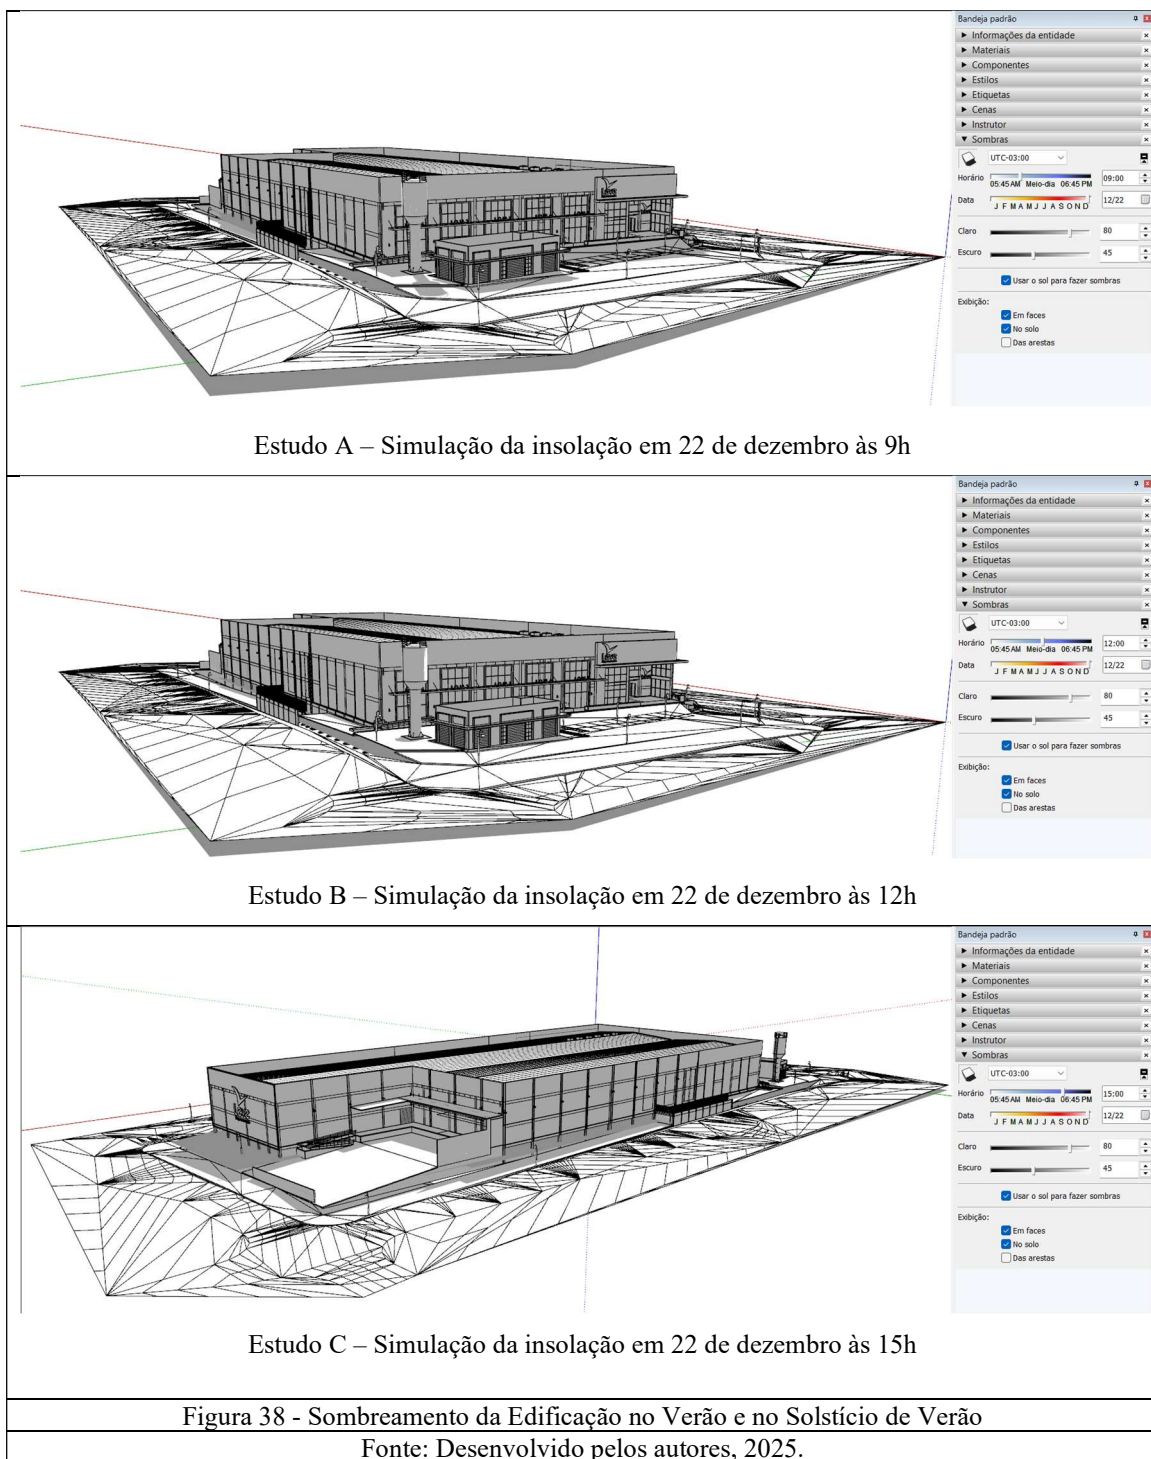 Bandeja padrão
Informações da entidade
Materiais
Componentes
Estilos
Etiquetas
Cenas
Instrutor
Sombras
UTC-03:00
Horário 05:45 AM Meio-dia 06:45 PM 09:00
Data J F M A M J J A S O N D 12/22
Claro 80
Escuro 45
Usar o sol para fazer sombras
Exibição:
Em faces
No solo
Das arestas
Estudo A – Simulação da insolação em 22 de dezembro às 9h
Bandeja padrão
Informações da entidade
Materiais
Componentes
Estilos
Etiquetas
Cenas
Instrutor
Sombras
UTC-03:00
Horário 05:45 AM Meio-dia 06:45 PM 12:00
Data J F M A M J J A S O N D 12/22
Claro 80
Escuro 45
Usar o sol para fazer sombras
Exibição:
Em faces
No solo
Das arestas
Estudo B – Simulação da insolação em 22 de dezembro às 12h
Bandeja padrão
Informações da entidade
Materiais
Componentes
Estilos
Etiquetas
Cenas
Instrutor
Sombras
UTC-03:00
Horário 05:45 AM Meio-dia 06:45 PM 15:00
Data J F M A M J J A S O N D 12/22
Claro 80
Escuro 45
Usar o sol para fazer sombras
Exibição:
Em faces
No solo
Das arestas
Estudo C – Simulação da insolação em 22 de dezembro às 15h
Figura 38 - Sombreamento da Edificação no Verão e no Solstício de Verão
Fonte: Desenvolvido pelos autores, 2025.